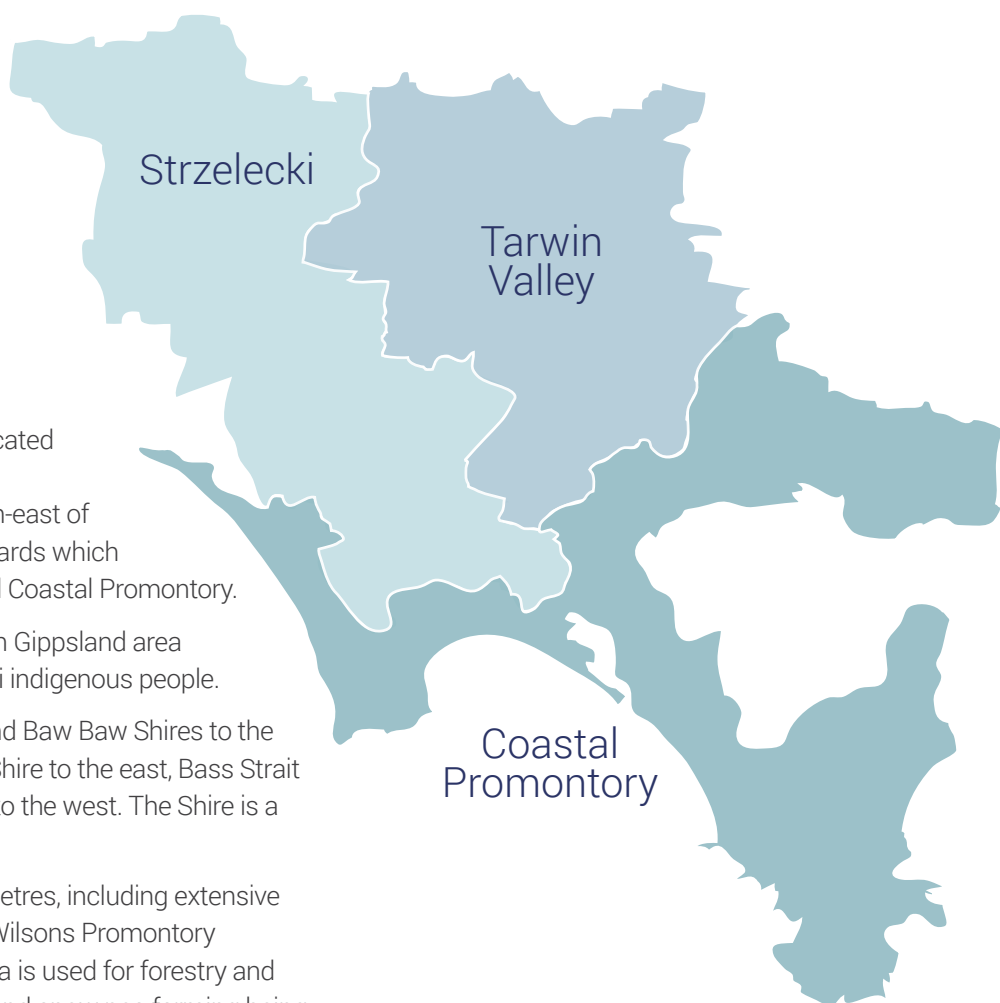 Strzelecki
Tarwin
Valley
Coastal
Promontory
cated
-east of
ards which
Coastal Promontory.
Gippsland area
i indigenous people.
d Baw Baw Shires to the
Shire to the east, Bass Strait
to the west. The Shire is a
etres, including extensive
Wilsons Promontory
a is used for forestry and